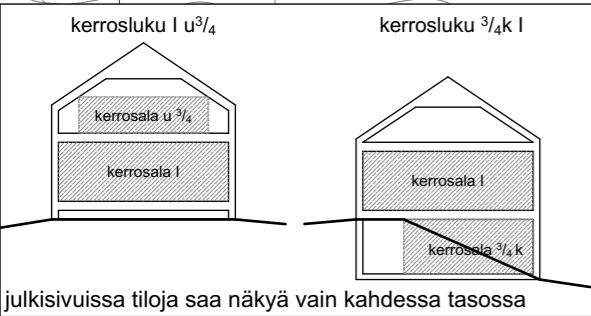 kerrosluku I u³/₄
kerrosluku ³/₄k I
kerrosala u ³/₄
kerrosala I
kerrosala I
kerrosala ³/₄ k
julkisivuissa tiloja saa näkyä vain kahdessa tasossa